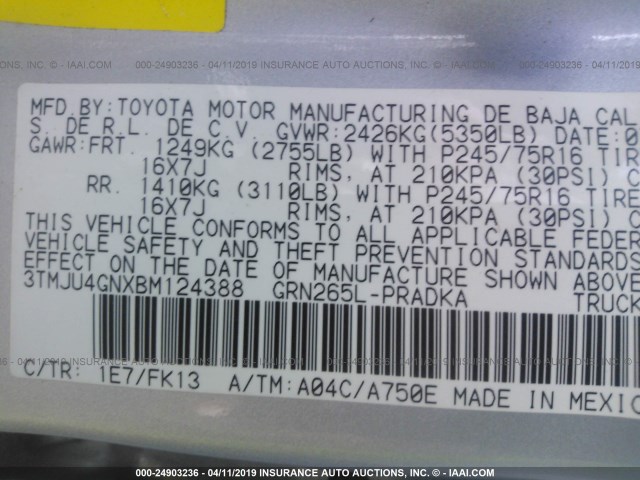 000-24903236 - 04/11/2019 INSURANCE AUTO AUCTIONS, INC. - © IAAI.COM
MFD.BY:TOYOTA MOTOR MANUFACTURING DE BAJA CAL
S. DE R.L. DE C.V. GVWR:2426KG(5350LB) DATE:0
GAWR:FRT. 1249KG (2755LB) WITH P245/75R16 TIRE
16X7J RIMS, AT 210KPA (30PSI) C
RR. 1410KG (3110LB) WITH P245/75R16 TIRE
16X7J RIMS, AT 210KPA (30PSI) C
THIS VEHICLE CONFORMS TO ALL APPLICABLE FEDER
VEHICLE SAFETY AND THEFT PREVENTION STANDARDS
EFFECT ON THE DATE OF MANUFACTURE SHOWN ABOVE
3TMJU4GNXBM124388 GRN265L-PRADKA TRUCK
000-24903236 - 04/11/2019 INSURANCE AUTO AUCTIONS, INC. - © IAAI.COM
C/TR: 1E7/FK13 A/TM:A04C/A750E MADE IN MEXICO
000-24903236 - 04/11/2019 INSURANCE AUTO AUCTIONS, INC. - © IAAI.COM